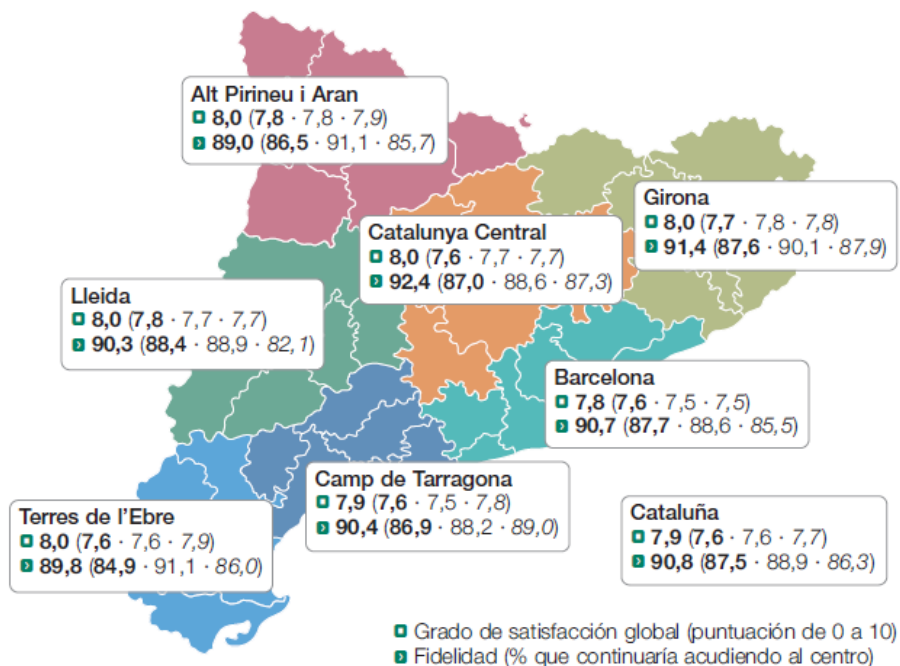 Alt Pirineu i Aran
8,0 (7,8 · 7,8 · 7,9)
89,0 (86,5 · 91,1 · 85,7)
Girona
8,0 (7,7 · 7,8 · 7,8)
91,4 (87,6 · 90,1 · 87,9)
Catalunya Central
8,0 (7,6 · 7,7 · 7,7)
92,4 (87,0 · 88,6 · 87,3)
Lleida
8,0 (7,8 · 7,7 · 7,7)
90,3 (88,4 · 88,9 · 82,1)
Barcelona
7,8 (7,6 · 7,5 · 7,5)
90,7 (87,7 · 88,6 · 85,5)
Camp de Tarragona
7,9 (7,6 · 7,5 · 7,8)
90,4 (86,9 · 88,2 · 89,0)
Terres de l'Ebre
8,0 (7,6 · 7,6 · 7,9)
89,8 (84,9 · 91,1 · 86,0)
Cataluña
7,9 (7,6 · 7,6 · 7,7)
90,8 (87,5 · 88,9 · 86,3)
Grado de satisfacción global (puntuación de 0 a 10)
Fidelidad (% que continuaría acudiendo al centro)